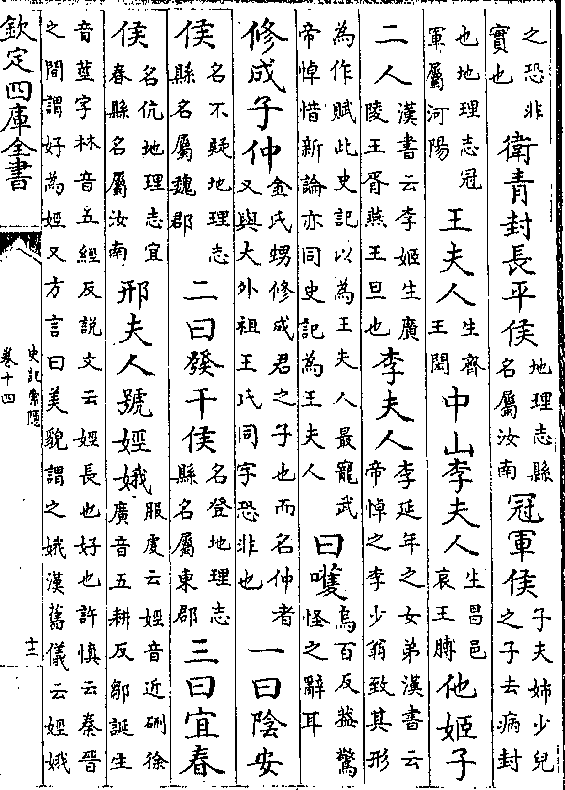 之恐非實也衛青封長平侯地理志縣名屬汝南冠軍侯子夫姊少兒之子去病封
也地理志冠軍屬河陽王夫人生齊王閎中山李夫人生昌邑哀王髆他姬子
二人漢書云李姬生廣陵王胥燕王旦也李夫人李延年之女弟漢書云帝悼之李少翁致其形
為作賦此史記以為王夫人最寵武帝悼惜新論亦同史記為王夫人曰嚄烏百反葢驚怪之辭耳
修成子仲金氏甥修成君之子也而名仲者又與大外祖王氏同字恐非也一曰陰安
侯名不疑地理志縣名屬魏郡二曰發干侯名登地理志縣名屬東郡三曰宜春
侯名伉地理志宜春縣名屬汝南邢夫人號娙娥服虔云娙音近硎徐廣音五耕反鄒誕生
音莖字林音五經反説文云娙長也好也許慎云秦晉之間謂好為娙又方言曰美貌謂之娥漢舊儀云娙娥
欽定四庫全書
史記索隱
卷十四
十二